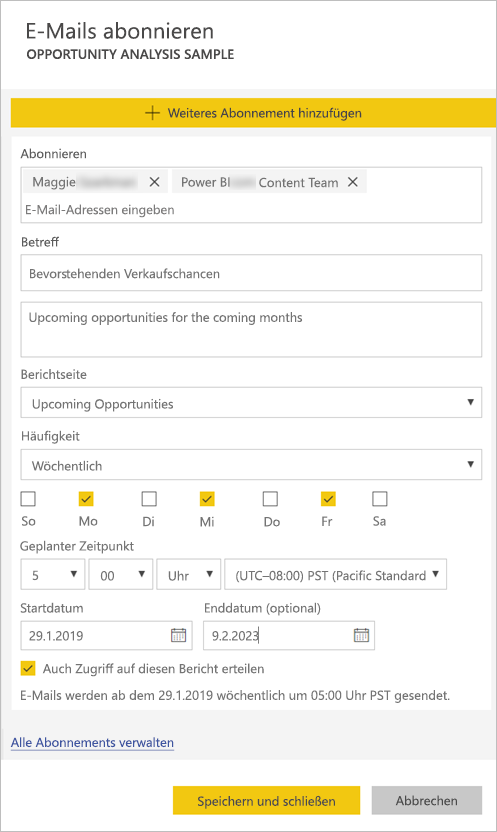 E-Mails abonnieren
OPPORTUNITY ANALYSIS SAMPLE
Weiteres Abonnement hinzufügen
Abonnieren
Maggie Power BI Content Team
E-Mail-Adressen eingeben
Betreff
Bevorstehenden Verkaufschancen
Upcoming opportunities for the coming months
Berichtseite
Upcoming Opportunities
Häufigkeit
Wöchentlich
So Mo Di Mi Do Fr Sa
Geplanter Zeitpunkt
5 00 Uhr (UTC–08:00) PST (Pacific Standard
Startdatum Enddatum (optional)
29.1.2019 9.2.2023
Auch Zugriff auf diesen Bericht erteilen
E-Mails werden ab dem 29.1.2019 wöchentlich um 05:00 Uhr PST gesendet.
Alle Abonnements verwalten
Speichern und schließen Abbrechen